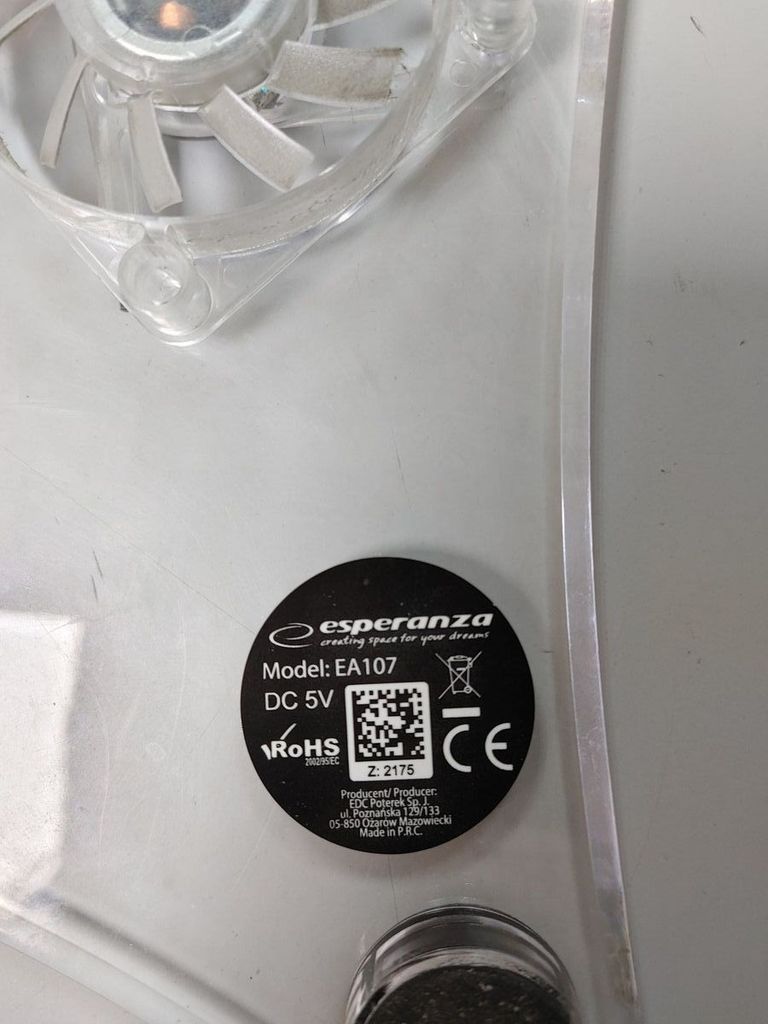 esperanza
creating space for your dreams
Model: EA107
DC 5V
RoHS
2002/95/EC
Z: 2175
CE
Producent/ Producer:
EDC Poterek Sp. J.
ul. Poznańska 129/133
05-850 Ożarów Mazowiecki
Made in P.R.C.